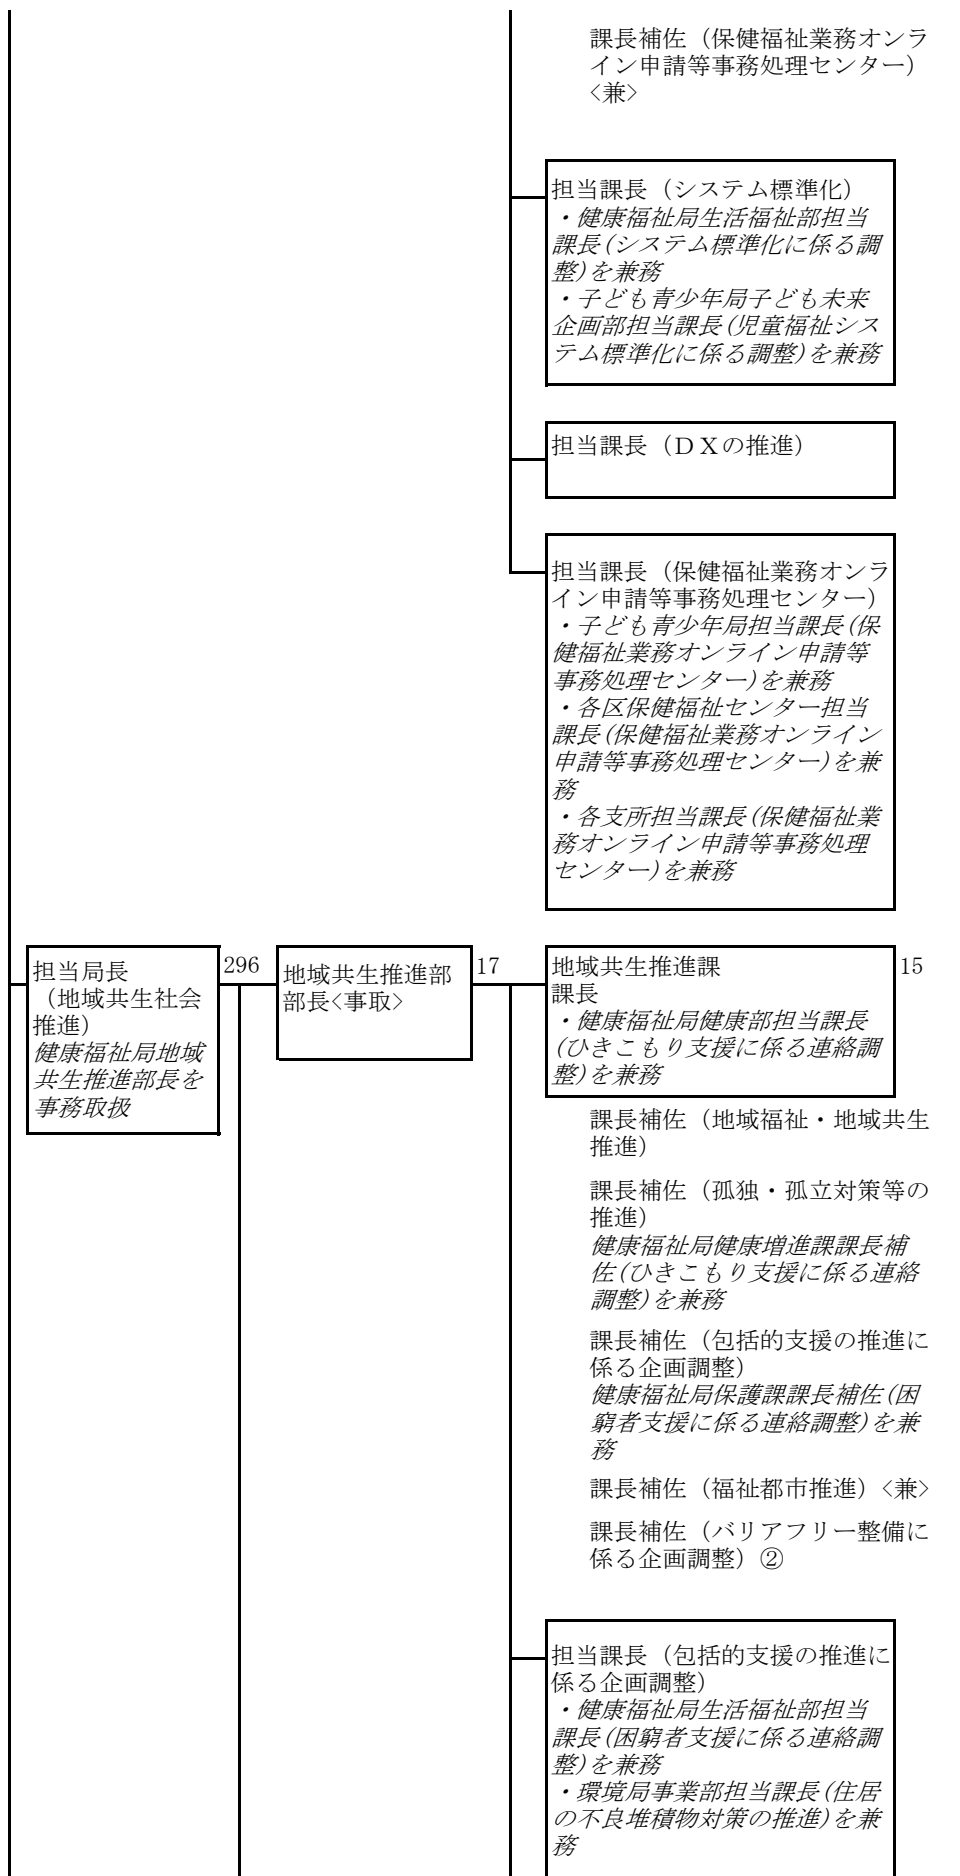 課長補佐（保健福祉業務オンラ
イン申請等事務処理センター）
<兼>
担当課長（システム標準化）
・健康福祉局生活福祉部担当
課長(システム標準化に係る調
整)を兼務
・子ども青少年局子ども未来
企画部担当課長(児童福祉シス
テム標準化に係る調整)を兼務
担当課長（ＤＸの推進）
担当課長（保健福祉業務オンラ
イン申請等事務処理センター）
・子ども青少年局担当課長(保
健福祉業務オンライン申請等
事務処理センター)を兼務
・各区保健福祉センター担当
課長(保健福祉業務オンライン
申請等事務処理センター)を兼
務
・各支所担当課長(保健福祉業
務オンライン申請等事務処理
センター)を兼務
担当局長
（地域共生社会
推進）
健康福祉局地域
共生推進部長を
事務取扱
296
地域共生推進部
部長<事取>
17
地域共生推進課
課長
・健康福祉局健康部担当課長
(ひきこもり支援に係る連絡調
整)を兼務
15
課長補佐（地域福祉・地域共生
推進）
課長補佐（孤独・孤立対策等の
推進）
健康福祉局健康増進課課長補
佐(ひきこもり支援に係る連絡
調整)を兼務
課長補佐（包括的支援の推進に
係る企画調整）
健康福祉局保護課課長補佐(困
窮者支援に係る連絡調整)を兼
務
課長補佐（福祉都市推進）<兼>
課長補佐（バリアフリー整備に
係る企画調整）②
担当課長（包括的支援の推進に
係る企画調整）
・健康福祉局生活福祉部担当
課長(困窮者支援に係る連絡調
整)を兼務
・環境局事業部担当課長(住居
の不良堆積物対策の推進)を兼
務